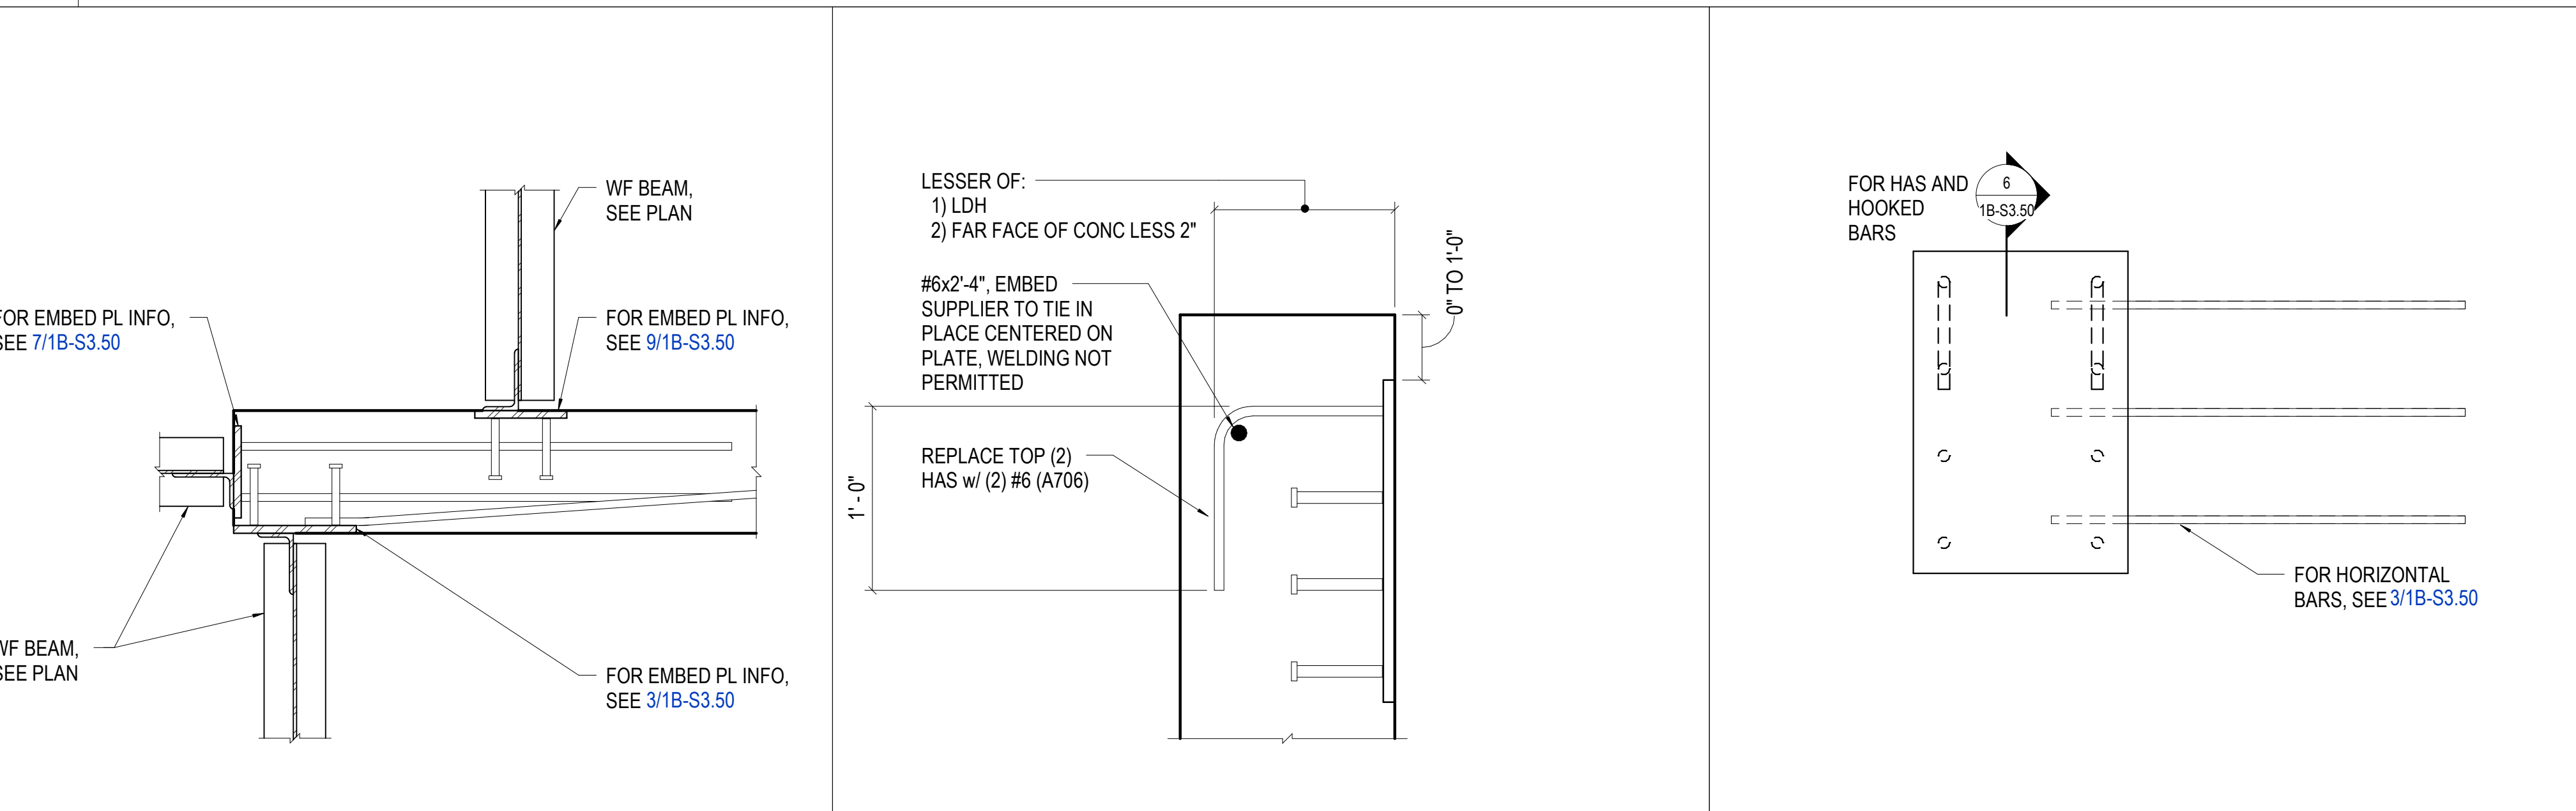 WF BEAM,
SEE PLAN
FOR EMBED PL INFO,
SEE 7/1B-S3.50
FOR EMBED PL INFO,
SEE 9/1B-S3.50
WF BEAM,
SEE PLAN
FOR EMBED PL INFO,
SEE 3/1B-S3.50
LESSER OF:
1) LDH
2) FAR FACE OF CONC LESS 2"
0" TO 1'-0"
#6x2'-4", EMBED
SUPPLIER TO TIE IN
PLACE CENTERED ON
PLATE, WELDING NOT
PERMITTED
REPLACE TOP (2)
HAS w/ (2) #6 (A706)
1' - 0"
FOR HAS AND
HOOKED
BARS
6
1B-S3.50
FOR HORIZONTAL
BARS, SEE 3/1B-S3.50